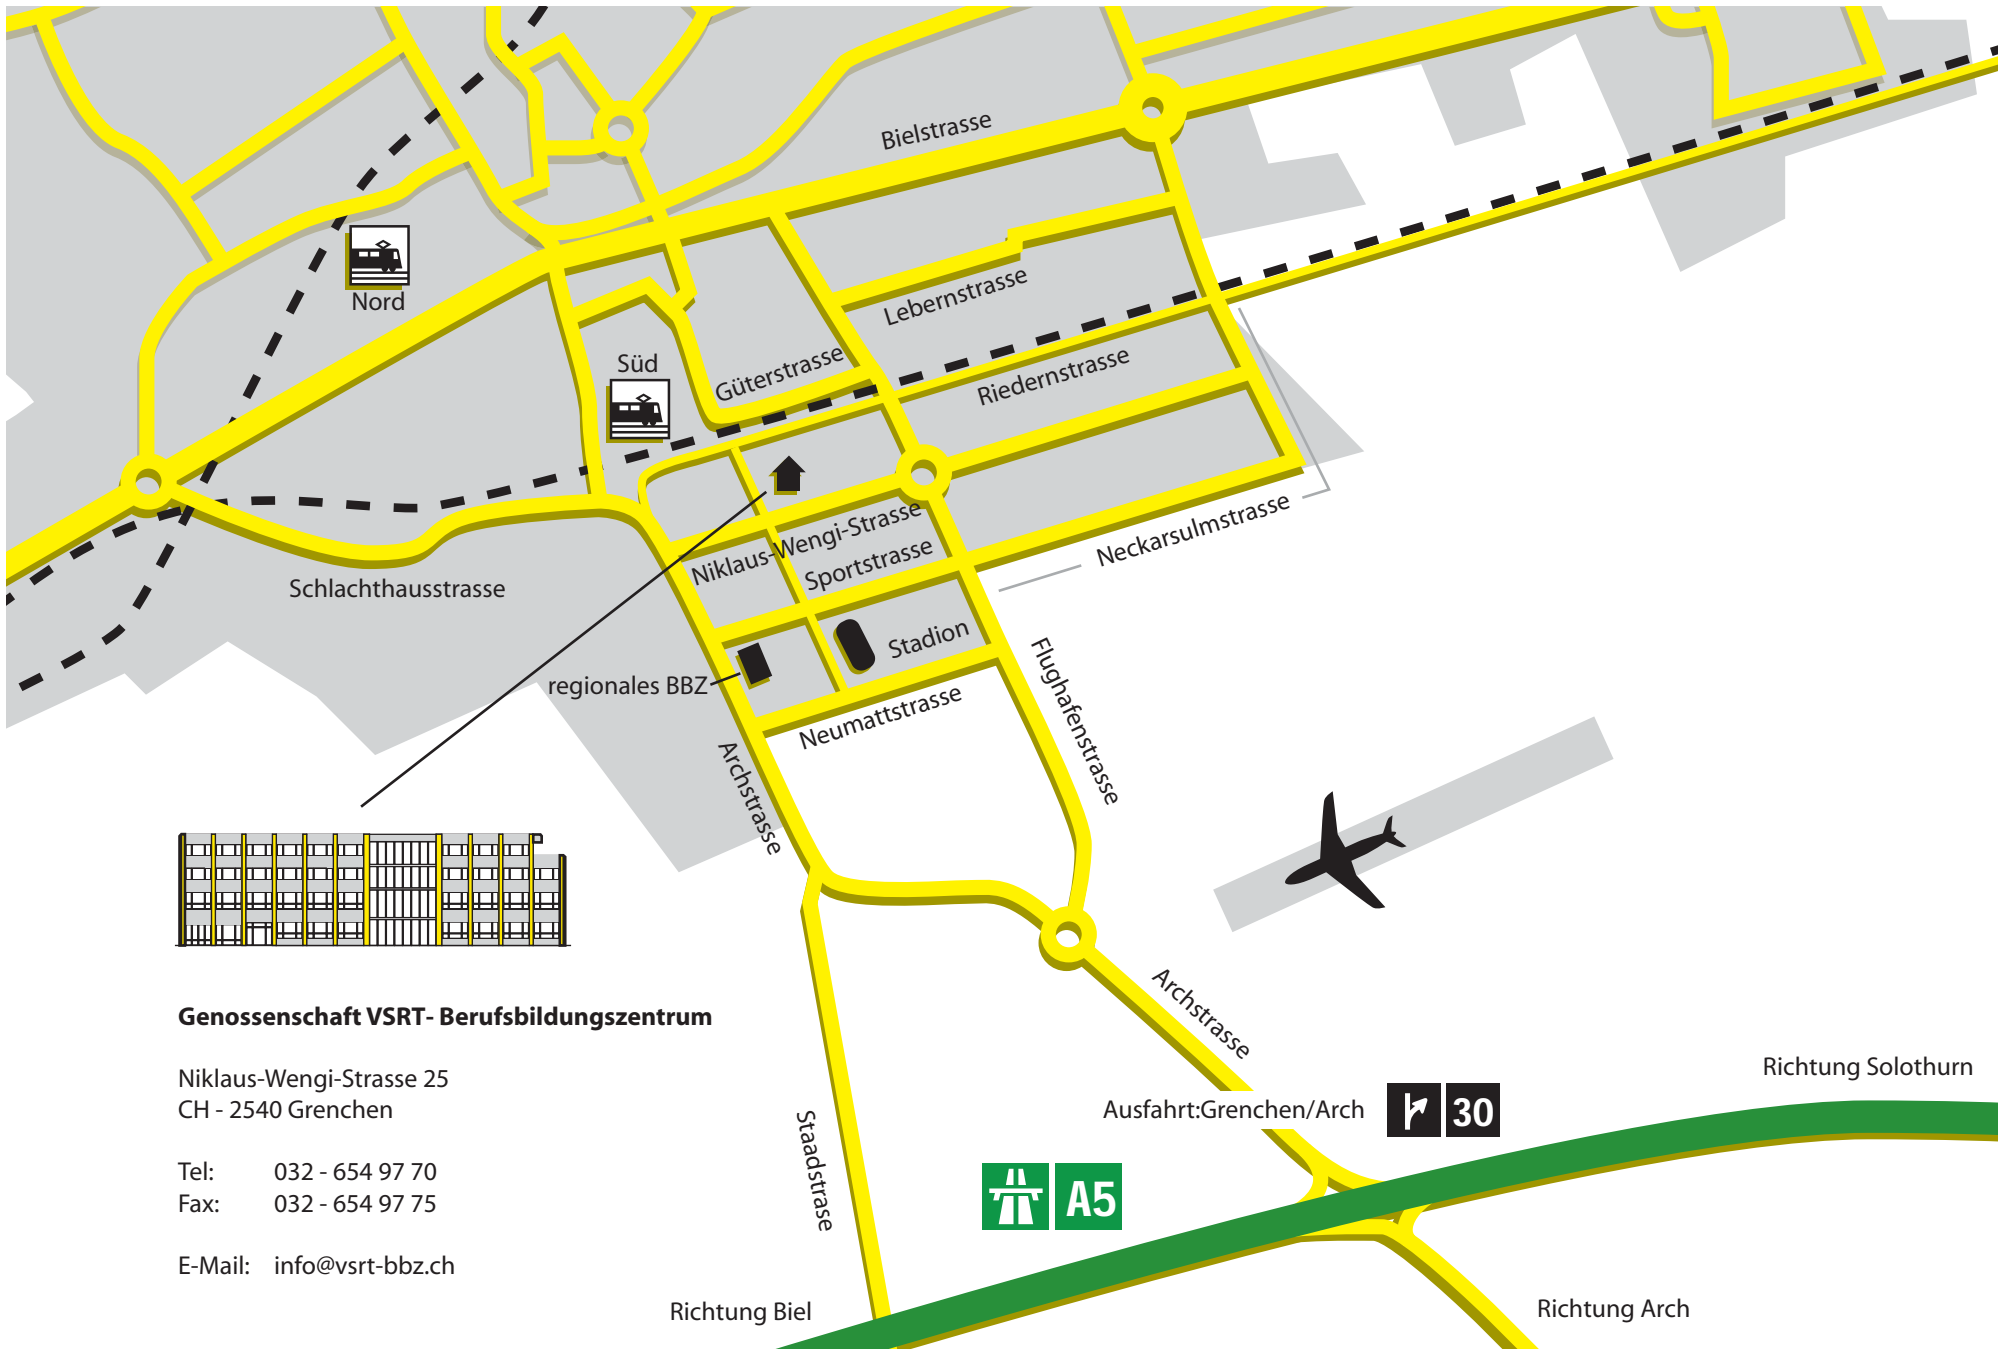 Bielstrasse
Nord
Lebernstrasse
Süd
Güterstrasse
Riedernstrasse
Niklaus-Wengi-Strasse
Sportstrasse
Neckarsulmstrasse
Schlachthausstrasse
Stadion
regionales BBZ
Neumattstrasse
Flughafenstrasse
Archstrasse
Genossenschaft VSRT- Berufsbildungszentrum
Niklaus-Wengi-Strasse 25
CH - 2540 Grenchen
Tel: 032 - 654 97 70
Fax: 032 - 654 97 75
E-Mail: info@vsrt-bbz.ch
Archstrasse
Richtung Solothurn
Ausfahrt:Grenchen/Arch 30
Staadstrase
A5
Richtung Biel
Richtung Arch